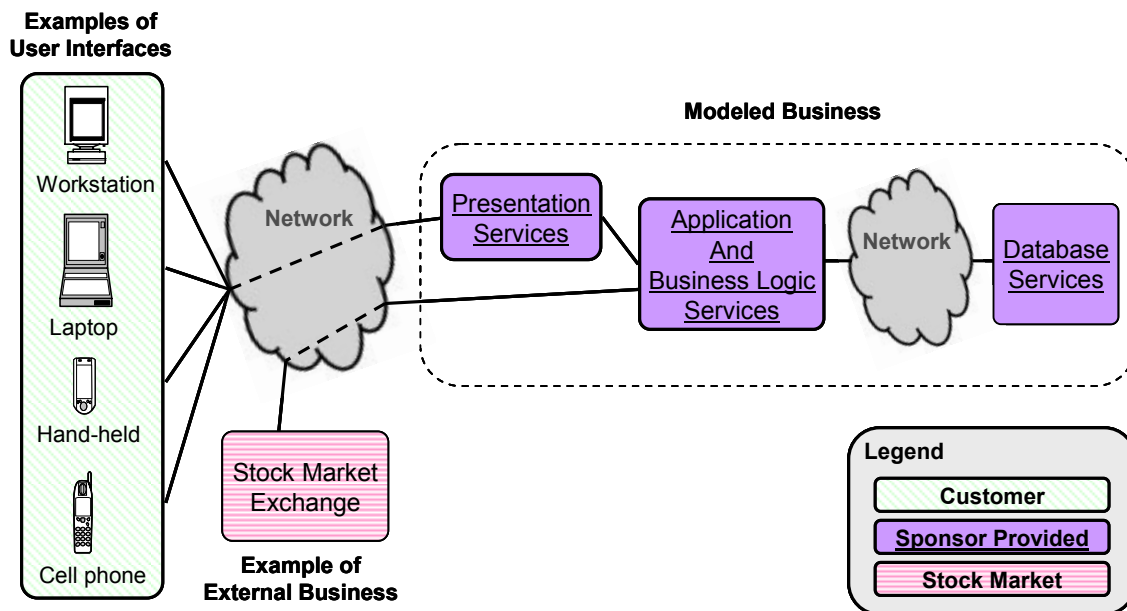 Examples of
User Interfaces
Workstation
Laptop
Hand-held
Cell phone
Network
Stock Market
Exchange
Example of
External Business
Modeled Business
Presentation
Services
Application
And
Business Logic
Services
Network
Database
Services
Legend
Customer
Sponsor Provided
Stock Market